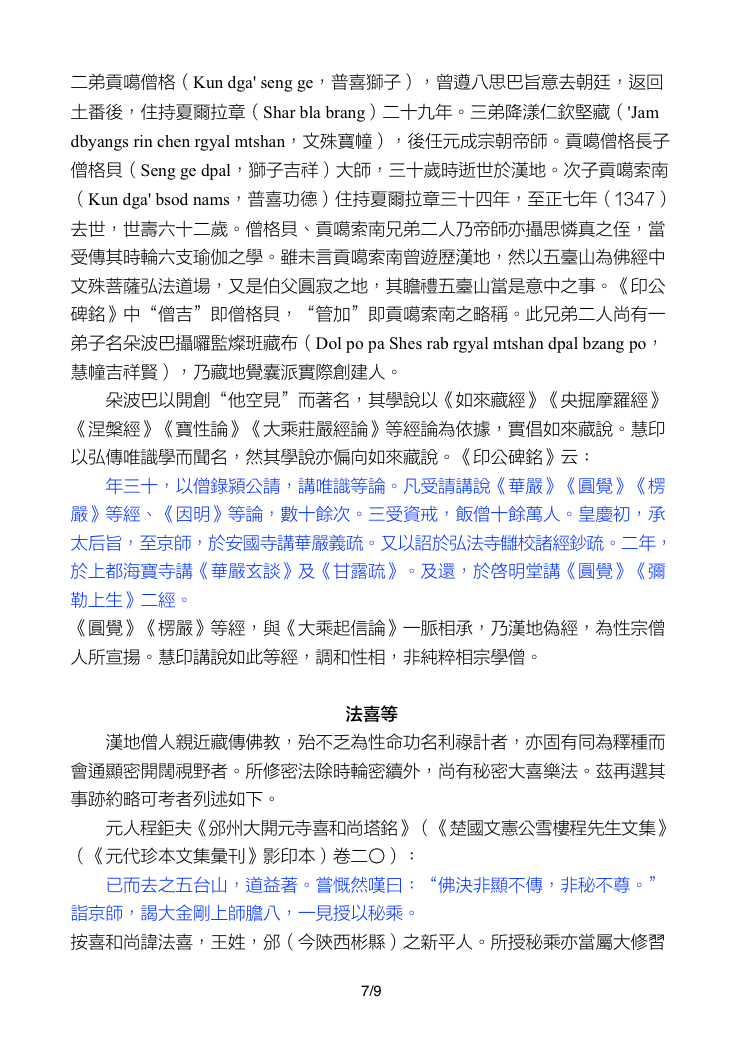 二弟貢噶僧格（Kun dga' seng ge，普喜獅子），曾遵八思巴旨意去朝廷，返回
土番後，住持夏爾拉章（Shar bla brang）二十九年。三弟降漾仁欽堅藏（'Jam
dbyangs rin chen rgyal mtshan，文殊寶幢），後任元成宗朝帝師。貢噶僧格長子
僧格貝（Seng ge dpal，獅子吉祥）大師，三十歲時逝世於漢地。次子貢噶索南
（Kun dga' bsod nams，普喜功德）住持夏爾拉章三十四年，至正七年（1347）
去世，世壽六十二歲。僧格貝、貢噶索南兄弟二人乃帝師亦攝思憐真之侄，當
受傳其時輪六支瑜伽之學。雖未言貢噶索南曾遊歷漢地，然以五臺山為佛經中
文殊菩薩弘法道場，又是伯父圓寂之地，其瞻禮五臺山當是意中之事。《印公
碑銘》中“僧吉”即僧格貝，“管加”即貢噶索南之略稱。此兄弟二人尚有一
弟子名朵波巴攝囉監燦班藏布（Dol po pa Shes rab rgyal mtshan dpal bzang po，
慧幢吉祥賢），乃藏地覺囊派實際創建人。
朵波巴以開創“他空見”而著名，其學說以《如來藏經》《央掘摩羅經》
《涅槃經》《寶性論》《大乘莊嚴經論》等經論為依據，實倡如來藏說。慧印
以弘傳唯識學而聞名，然其學說亦偏向如來藏說。《印公碑銘》云：
年三十，以僧錄潁公請，講唯識等論。凡受請講說《華嚴》《圓覺》《楞
嚴》等經、《因明》等論，數十餘次。三受資戒，飯僧十餘萬人。皇慶初，承
太后旨，至京師，於安國寺講華嚴義疏。又以詔於弘法寺讎校諸經鈔疏。二年，
於上都海寶寺講《華嚴玄談》及《甘露疏》。及還，於啓明堂講《圓覺》《彌
勒上生》二經。
《圓覺》《楞嚴》等經，與《大乘起信論》一脈相承，乃漢地偽經，為性宗僧
人所宣揚。慧印講說如此等經，調和性相，非純粹相宗學僧。
法喜等
漢地僧人親近藏傳佛教，殆不乏為性命功名利祿計者，亦固有同為釋種而
會通顯密開闊視野者。所修密法除時輪密續外，尚有秘密大喜樂法。茲再選其
事跡約略可考者列述如下。
元人程鉅夫《邠州大開元寺喜和尚塔銘》（《楚國文憲公雪樓程先生文集》
（《元代珍本文集彙刊》影印本）卷二〇）：
已而去之五台山，道益著。嘗慨然嘆曰：“佛決非顯不傳，非秘不尊。”
詣京師，謁大金剛上師膽八，一見授以秘乘。
按喜和尚諱法喜，王姓，邠（今陝西彬縣）之新平人。所授秘乘亦當屬大修習
7/9